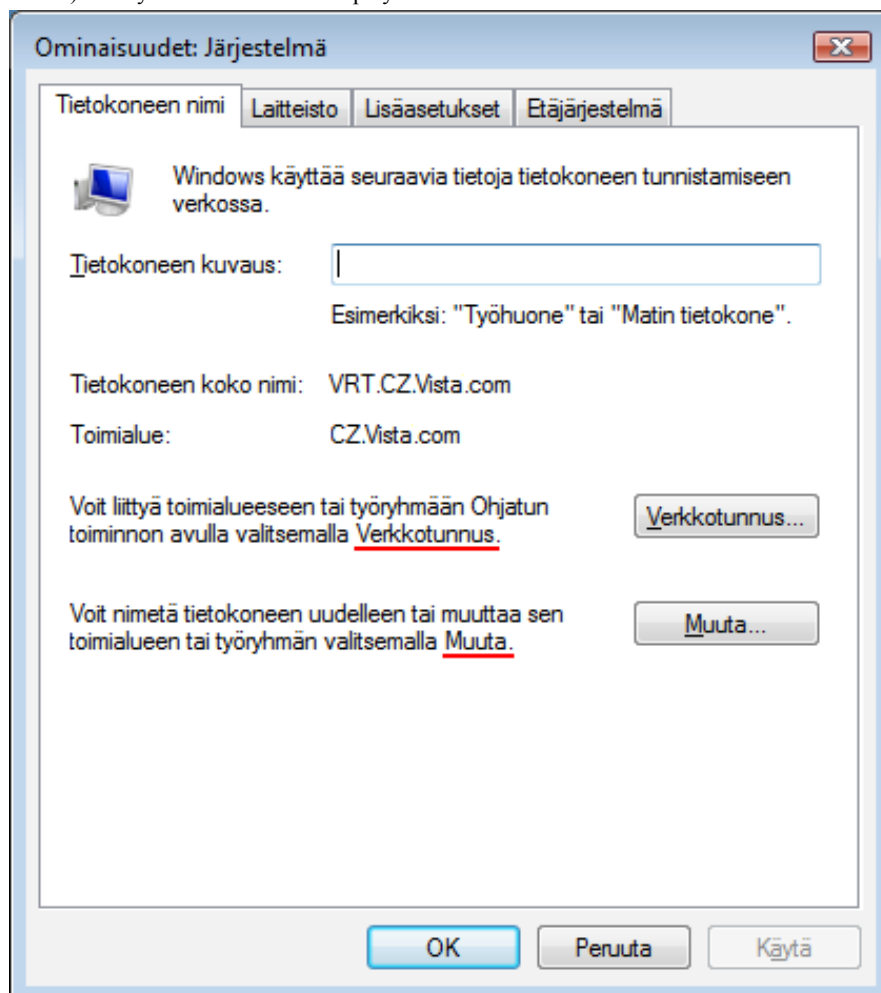 Ominaisuudet: Järjestelmä
Tietokoneen nimi
Laitteisto
Lisäasetukset
Etäjärjestelmä
Windows käyttää seuraavia tietoja tietokoneen tunnistamiseen
verkossa.
Tietokoneen kuvaus:
Esimerkiksi: "Työhuone" tai "Matin tietokone".
Tietokoneen koko nimi: VRT.CZ.Vista.com
Toimialue: CZ.Vista.com
Voit liittyä toimialueeseen tai työryhmään Ohjatun
toiminnon avulla valitsemalla Verkkotunnus.
Verkkotunnus...
Voit nimetä tietokoneen uudelleen tai muuttaa sen
toimialueen tai työryhmän valitsemalla Muuta.
Muuta...
OK
Peruuta
Käytä